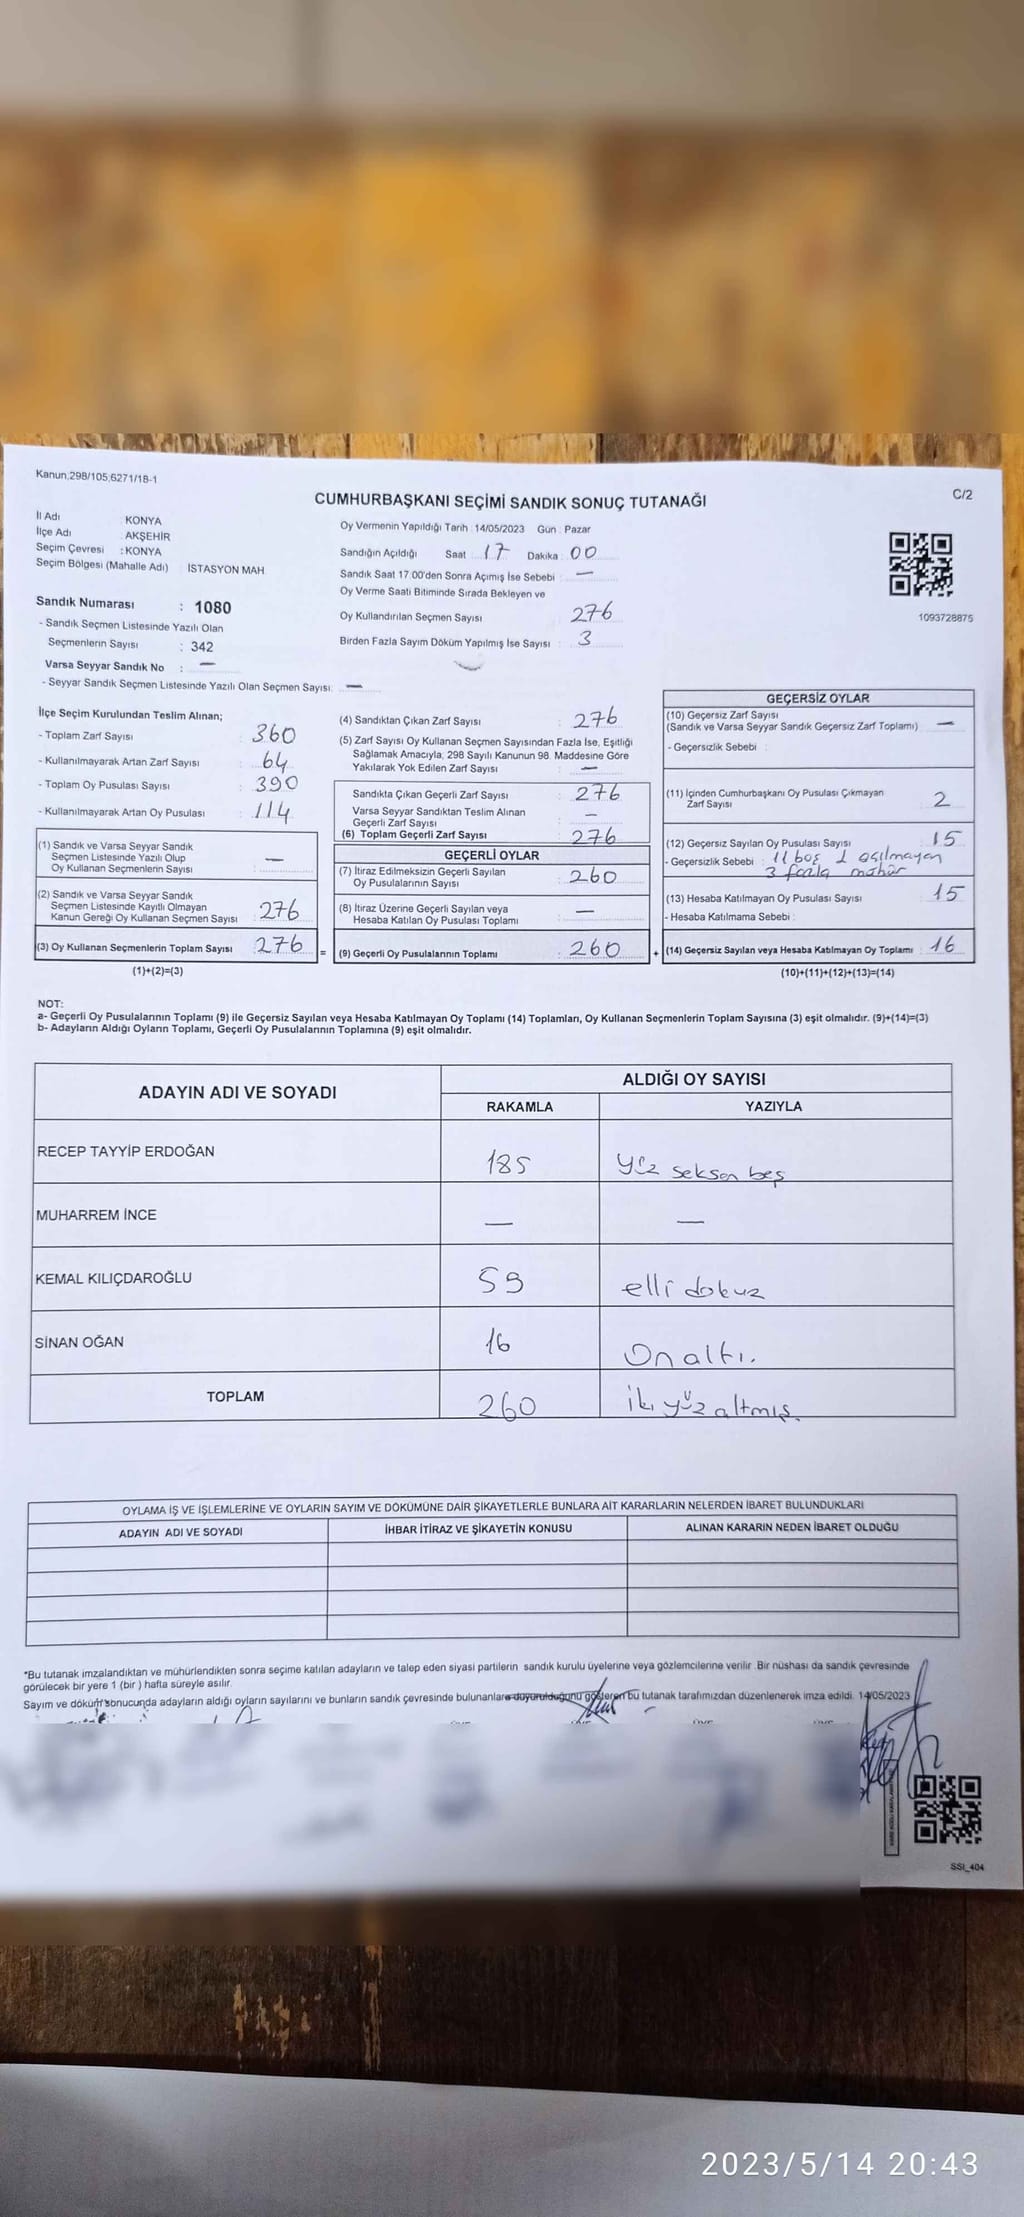 Kanun.298/105,6271/18-1
C/2
CUMHURBAŞKANI SEÇİMİ SANDIK SONUÇ TUTANAĞI
İl Adı : KONYA
İlçe Adı : AKŞEHİR
Seçim Çevresi : KONYA
Seçim Bölgesi (Mahalle Adı) İSTASYON MAH.
Sandık Numarası : 1080
- Sandık Seçmen Listesinde Yazılı Olan
Seçmenlerin Sayısı : 342
Varsa Seyyar Sandık No : —
- Seyyar Sandık Seçmen Listesinde Yazılı Olan Seçmen Sayısı: —
Oy Vermenin Yapıldığı Tarih : 14/05/2023 Gün : Pazar
Sandığın Açıldığı Saat : 17 Dakika : 00
Sandık Saat 17:00'den Sonra Açımış İse Sebebi : —
Oy Verme Saati Bitiminde Sırada Bekleyen ve
Oy Kullandırılan Seçmen Sayısı : 276
Birden Fazla Sayım Döküm Yapılmış İse Sayısı : 3
1093728875
İlçe Seçim Kurulundan Teslim Alınan;
- Toplam Zarf Sayısı : 360
- Kullanılmayarak Artan Zarf Sayısı : 64
- Toplam Oy Pusulası Sayısı : 390
- Kullanılmayarak Artan Oy Pusulası : 114
(1) Sandık ve Varsa Seyyar Sandık
Seçmen Listesinde Yazılı Olup
Oy Kullanan Seçmenlerin Sayısı : —
(2) Sandık ve Varsa Seyyar Sandık
Seçmen Listesinde Kayıtlı Olmayan
Kanun Gereği Oy Kullanan Seçmen Sayısı : 276
(3) Oy Kullanan Seçmenlerin Toplam Sayısı : 276 =
(1)+(2)=(3)
(4) Sandıktan Çıkan Zarf Sayısı : 276
(5) Zarf Sayısı Oy Kullanan Seçmen Sayısından Fazla İse, Eşitliği
Sağlamak Amacıyla, 298 Sayılı Kanunun 98. Maddesine Göre
Yakılarak Yok Edilen Zarf Sayısı : —
Sandıkta Çıkan Geçerli Zarf Sayısı : 276
Varsa Seyyar Sandıktan Teslim Alınan
Geçerli Zarf Sayısı : —
(6) Toplam Geçerli Zarf Sayısı : 276
GEÇERLİ OYLAR
(7) İtiraz Edilmeksizin Geçerli Sayılan
Oy Pusulalarının Sayısı : 260
(8) İtiraz Üzerine Geçerli Sayılan veya
Hesaba Katılan Oy Pusulası Toplamı : —
(9) Geçerli Oy Pusulalarının Toplamı : 260 +
GEÇERSİZ OYLAR
(10) Geçersiz Zarf Sayısı
(Sandık ve Varsa Seyyar Sandık Geçersiz Zarf Toplamı) : —
- Geçersizlik Sebebi :
(11) İçinden Cumhurbaşkanı Oy Pusulası Çıkmayan
Zarf Sayısı : 2
(12) Geçersiz Sayılan Oy Pusulası Sayısı : 15
- Geçersizlik Sebebi : 11 boş 1 açılmayan
3 fazla mühür
(13) Hesaba Katılmayan Oy Pusulası Sayısı : 15
- Hesaba Katılmama Sebebi :
(14) Geçersiz Sayılan veya Hesaba Katılmayan Oy Toplamı : 16
(10)+(11)+(12)+(13)=(14)
NOT:
a- Geçerli Oy Pusulalarının Toplamı (9) ile Geçersiz Sayılan veya Hesaba Katılmayan Oy Toplamı (14) Toplamları, Oy Kullanan Seçmenlerin Toplam Sayısına (3) eşit olmalıdır. (9)+(14)=(3)
b- Adayların Aldığı Oyların Toplamı, Geçerli Oy Pusulalarının Toplamına (9) eşit olmalıdır.
ADAYIN ADI VE SOYADI ALDIĞI OY SAYISI
RAKAMLA YAZIYLA
RECEP TAYYİP ERDOĞAN 185 Yüz seksen beş
MUHARREM İNCE — —
KEMAL KILIÇDAROĞLU 59 elli dokuz
SİNAN OĞAN 16 On altı.
TOPLAM 260 iki yüz altmış.
OYLAMA İŞ VE İŞLEMLERİNE VE OYLARIN SAYIM VE DÖKÜMÜNE DAİR ŞİKAYETLERLE BUNLARA AİT KARARLARIN NELERDEN İBARET BULUNDUKLARI
ADAYIN ADI VE SOYADI İHBAR İTİRAZ VE ŞİKAYETİN KONUSU ALINAN KARARIN NEDEN İBARET OLDUĞU
*Bu tutanak imzalandıktan ve mühürlendikten sonra seçime katılan adayların ve talep eden siyasi partilerin sandık kurulu üyelerine veya gözlemcilerine verilir .Bir nüshası da sandık çevresinde
görülecek bir yere 1 (bir ) hafta süreyle asılır.
Sayım ve döküm sonucunda adayların aldığı oyların sayılarını ve bunların sandık çevresinde bulunanlara duyurulduğunu gösteren bu tutanak tarafımızdan düzenlenerek imza edildi. 14/05/2023
SSI_404
2023/5/14 20:43